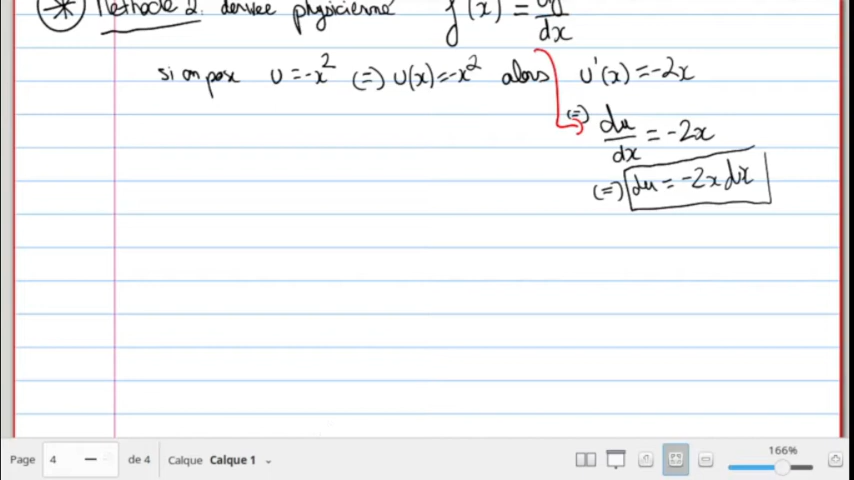 Méthode 2: dérivée physicienne f'(x) = dy/dx
si on pose u = -x² (=) u(x) = -x² alors u'(x) = -2x
(=) du/dx = -2x
(=) du = -2x dx
Page 4 de 4 Calque Calque 1 166%